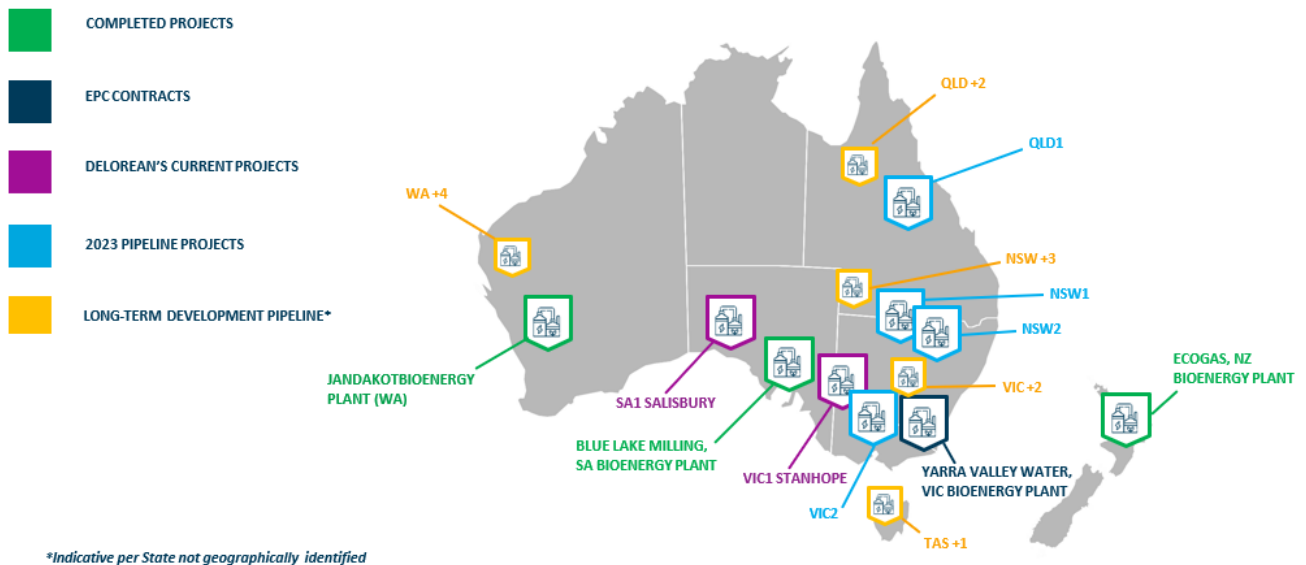 COMPLETED PROJECTS
EPC CONTRACTS
DELOREAN'S CURRENT PROJECTS
2023 PIPELINE PROJECTS
LONG-TERM DEVELOPMENT PIPELINE*
QLD +2
QLD1
WA +4
NSW +3
NSW1
NSW2
ECOGAS, NZ
BIOENERGY PLANT
JANDAKOTBIOENERGY
PLANT (WA)
SA1 SALISBURY
VIC +2
BLUE LAKE MILLING,
SA BIOENERGY PLANT
VIC1 STANHOPE
YARRA VALLEY WATER,
VIC BIOENERGY PLANT
VIC2
TAS +1
*Indicative per State not geographically identified